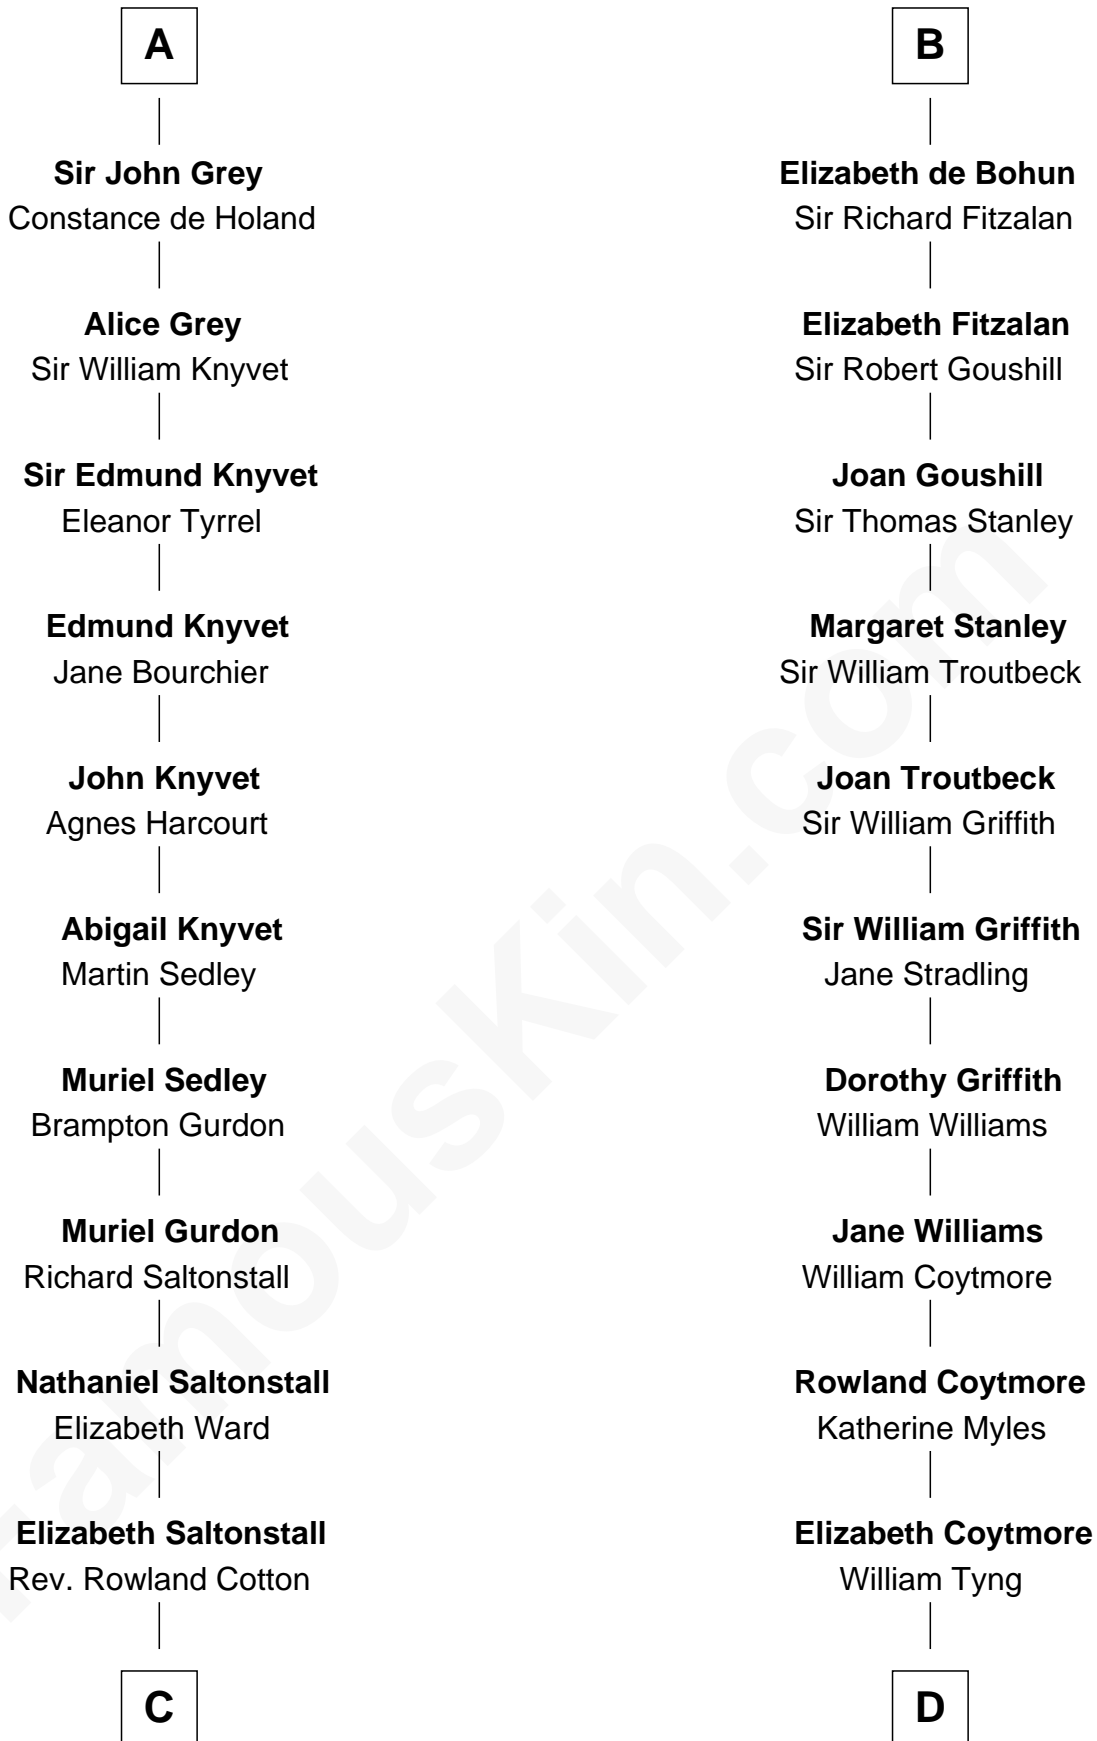 A
Sir John Grey
Constance de Holand
Alice Grey
Sir William Knyvet
Sir Edmund Knyvet
Eleanor Tyrrel
Edmund Knyvet
Jane Bourchier
John Knyvet
Agnes Harcourt
Abigail Knyvet
Martin Sedley
Muriel Sedley
Brampton Gurdon
Muriel Gurdon
Richard Saltonstall
Nathaniel Saltonstall
Elizabeth Ward
Elizabeth Saltonstall
Rev. Rowland Cotton
C
B
Elizabeth de Bohun
Sir Richard Fitzalan
Elizabeth Fitzalan
Sir Robert Goushill
Joan Goushill
Sir Thomas Stanley
Margaret Stanley
Sir William Troutbeck
Joan Troutbeck
Sir William Griffith
Sir William Griffith
Jane Stradling
Dorothy Griffith
William Williams
Jane Williams
William Coytmore
Rowland Coytmore
Katherine Myles
Elizabeth Coytmore
William Tyng
D
FamousKin.com